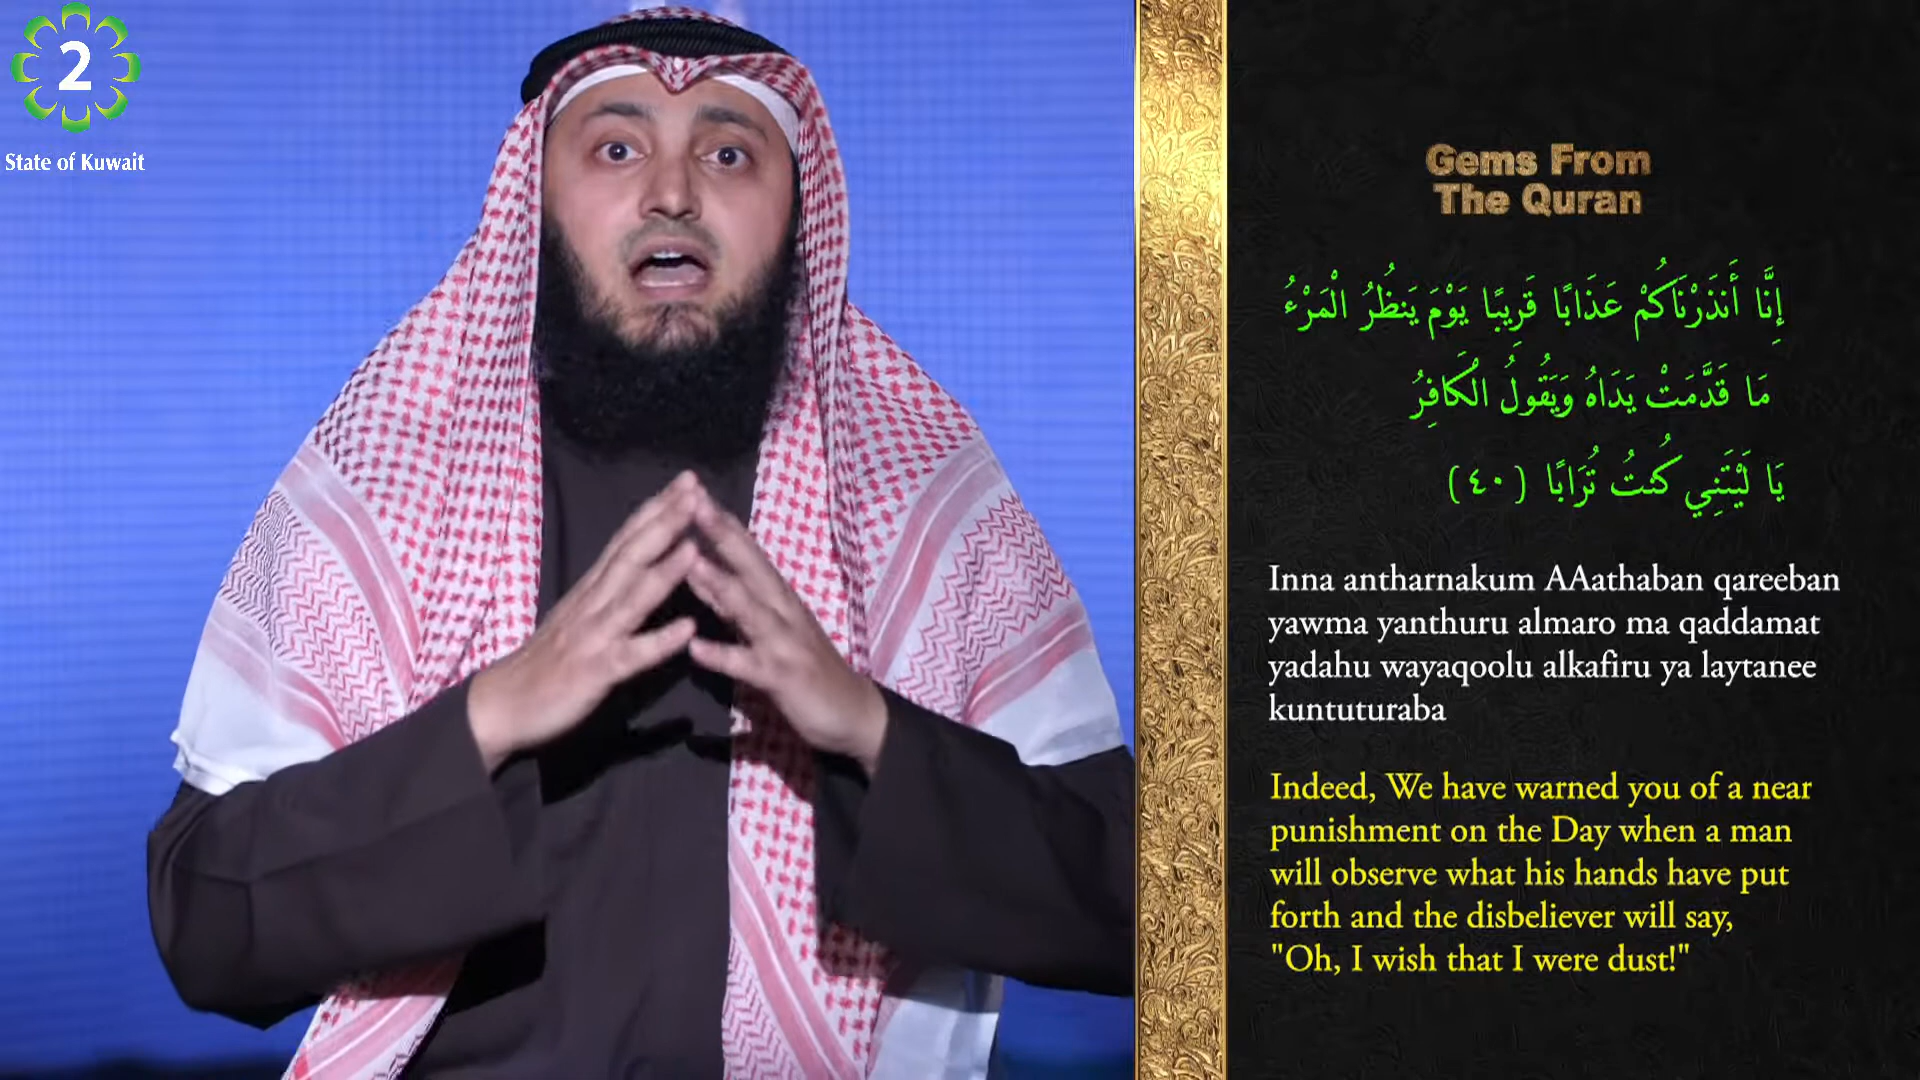 2
State of Kuwait
Gems From
The Quran
إِنَّا أَنذَرْنَاكُمْ عَذَابًا قَرِيبًا يَوْمَ يَنظُرُ الْمَرْءُ
مَا قَدَّمَتْ يَدَاهُ وَيَقُولُ الْكَافِرُ
يَا لَيْتَنِي كُنتُ تُرَابًا (٤٠)
Inna antharnakum AAathaban qareeban
yawma yanthuru almaro ma qaddamat
yadahu wayaqoolu alkafiru ya laytanee
kuntuturaba
Indeed, We have warned you of a near
punishment on the Day when a man
will observe what his hands have put
forth and the disbeliever will say,
"Oh, I wish that I were dust!"